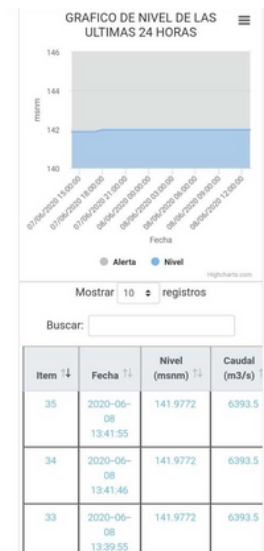 GRAFICO DE NIVEL DE LAS
ULTIMAS 24 HORAS
146
144
142
140
msnm
07/06/2020 15:00:00
07/06/2020 18:00:00
07/06/2020 21:00:00
08/06/2020 00:00:00
08/06/2020 03:00:00
08/06/2020 06:00:00
08/06/2020 09:00:00
08/06/2020 12:00:00
Fecha
Alerta Nivel
Highcharts.com
Mostrar 10 registros
Buscar:
Item Fecha Nivel (msnm) Caudal (m3/s)
35 2020-06-08 13:41:55 141.9772 6393.5
34 2020-06-08 13:41:46 141.9772 6393.5
33 2020-06-08 13:39:55 141.9772 6393.5